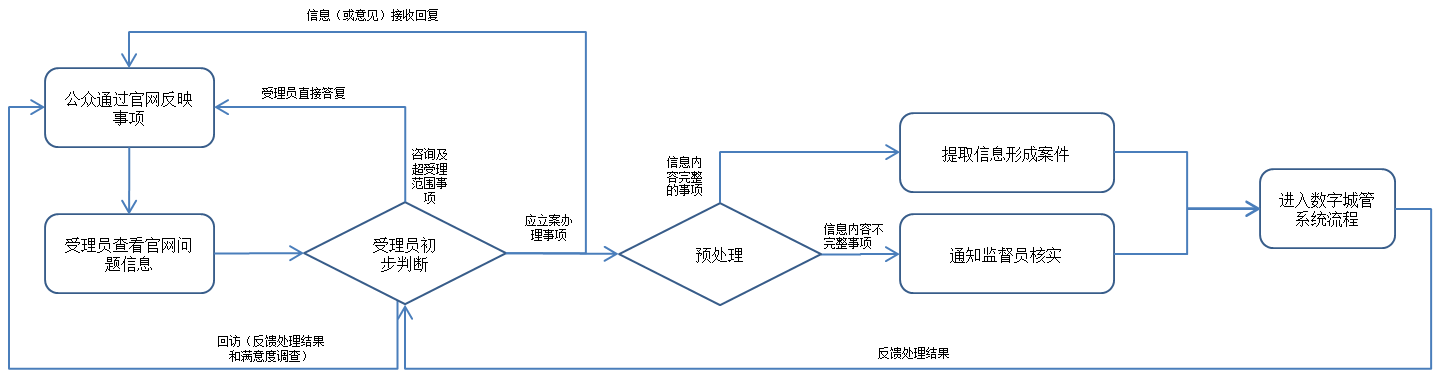 信息（或意见）接收回复
公众通过官网反映
事项
受理员直接答复
咨询及
超受理
范围事
项
受理员查看官网问
题信息
受理员初
步判断
应立案办
理事项
信息内
容完整
的事项
预处理
信息内容不
完整事项
提取信息形成案件
通知监督员核实
进入数字城管
系统流程
回访（反馈处理结果
和满意度调查）
反馈处理结果